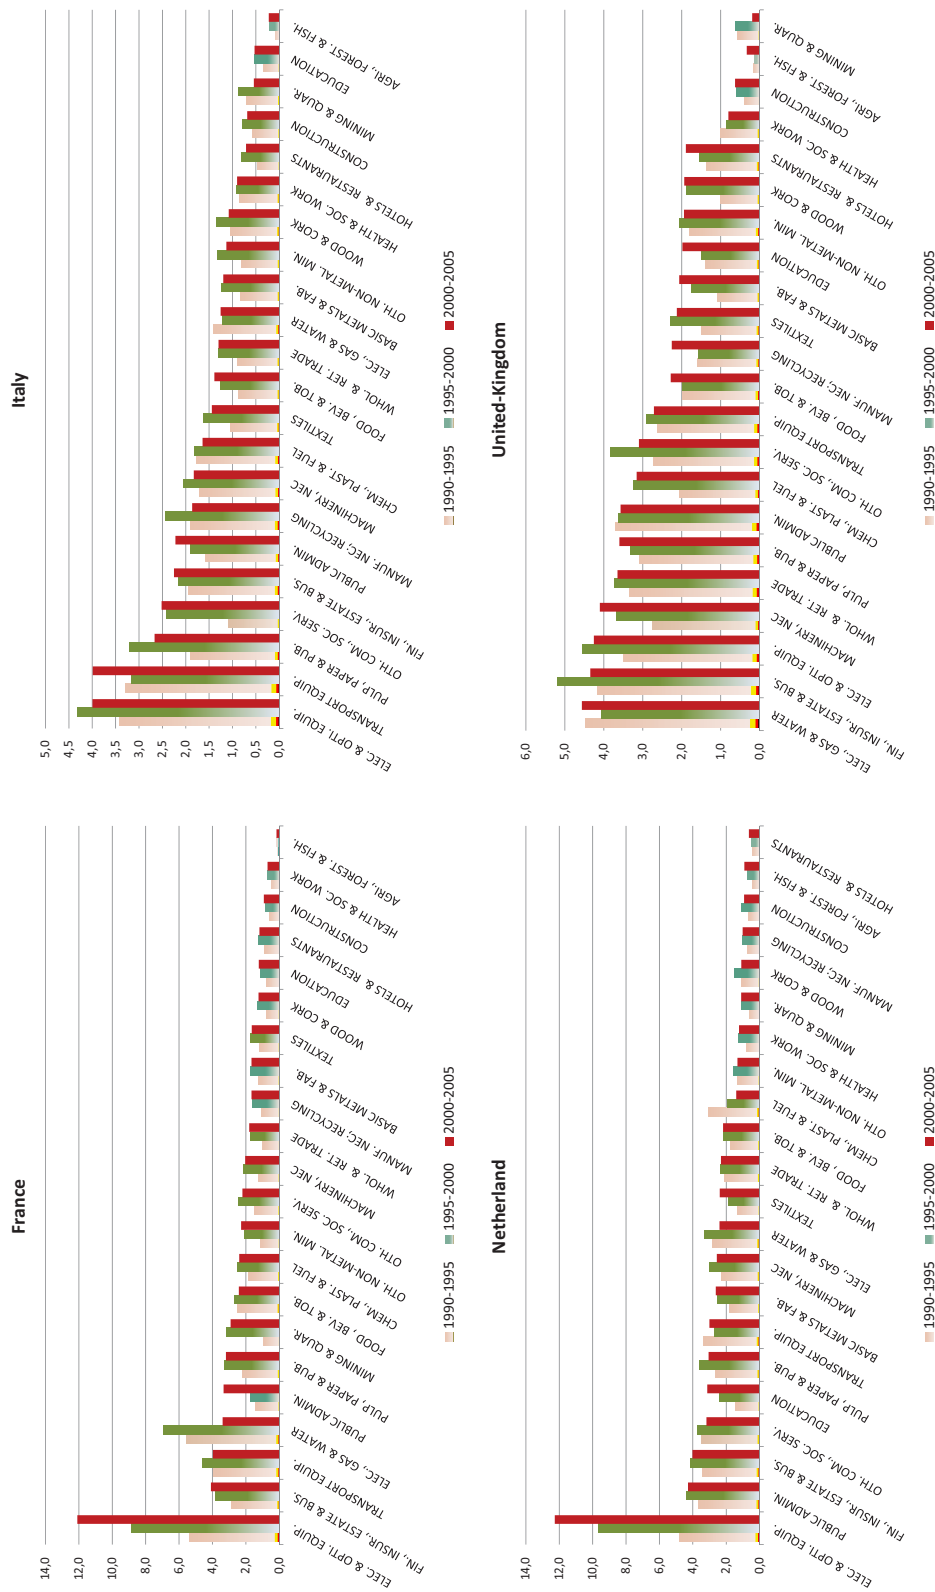 France
14,0
12,0
10,0
8,0
6,0
4,0
2,0
0,0
ELEC. & OPTI. EQUIP.
FIN., INSUR., ESTATE & BUS.
TRANSPORT EQUIP.
ELEC., GAS & WATER
PUBLIC ADMIN.
PULP, PAPER & PUB.
MINING & QUAR.
FOOD , BEV. & TOB.
CHEM., PLAST. & FUEL
OTH. NON-METAL. MIN.
OTH. COM., SOC. SERV.
MACHINERY, NEC
WHOL. & RET. TRADE
MANUF. NEC; RECYCLING
BASIC METALS & FAB.
TEXTILES
WOOD & CORK
EDUCATION
HOTELS & RESTAURANTS
CONSTRUCTION
HEALTH & SOC. WORK
AGRI., FOREST. & FISH.
1990-1995 1995-2000 2000-2005
Italy
5,0
4,5
4,0
3,5
3,0
2,5
2,0
1,5
1,0
0,5
0,0
ELEC. & OPTI. EQUIP.
TRANSPORT EQUIP.
PULP, PAPER & PUB.
OTH. COM., SOC. SERV.
FIN., INSUR., ESTATE & BUS.
PUBLIC ADMIN.
MANUF. NEC; RECYCLING
MACHINERY, NEC
CHEM., PLAST. & FUEL
TEXTILES
FOOD , BEV. & TOB.
WHOL. & RET. TRADE
ELEC., GAS & WATER
BASIC METALS & FAB.
OTH. NON-METAL. MIN.
WOOD & CORK
HEALTH & SOC. WORK
HOTELS & RESTAURANTS
CONSTRUCTION
MINING & QUAR.
EDUCATION
AGRI., FOREST. & FISH.
1990-1995 1995-2000 2000-2005
Netherland
14,0
12,0
10,0
8,0
6,0
4,0
2,0
0,0
ELEC. & OPTI. EQUIP.
PUBLIC ADMIN.
FIN., INSUR., ESTATE & BUS.
OTH. COM., SOC. SERV.
EDUCATION
PULP, PAPER & PUB.
TRANSPORT EQUIP.
BASIC METALS & FAB.
MACHINERY, NEC
ELEC., GAS & WATER
TEXTILES
WHOL. & RET. TRADE
FOOD , BEV. & TOB.
CHEM., PLAST. & FUEL
OTH. NON-METAL. MIN.
HEALTH & SOC. WORK
MINING & QUAR.
WOOD & CORK
MANUF. NEC; RECYCLING
CONSTRUCTION
AGRI., FOREST. & FISH.
HOTELS & RESTAURANTS
1990-1995 1995-2000 2000-2005
United-Kingdom
6,0
5,0
4,0
3,0
2,0
1,0
0,0
ELEC., GAS & WATER
FIN., INSUR., ESTATE & BUS.
ELEC. & OPTI. EQUIP.
MACHINERY, NEC
WHOL. & RET. TRADE
PULP, PAPER & PUB.
PUBLIC ADMIN.
CHEM., PLAST. & FUEL
OTH. COM., SOC. SERV.
TRANSPORT EQUIP.
FOOD , BEV. & TOB.
MANUF. NEC; RECYCLING
TEXTILES
BASIC METALS & FAB.
EDUCATION
OTH. NON-METAL. MIN.
WOOD & CORK
HOTELS & RESTAURANTS
HEALTH & SOC. WORK
CONSTRUCTION
AGRI., FOREST. & FISH.
MINING & QUAR.
1990-1995 1995-2000 2000-2005